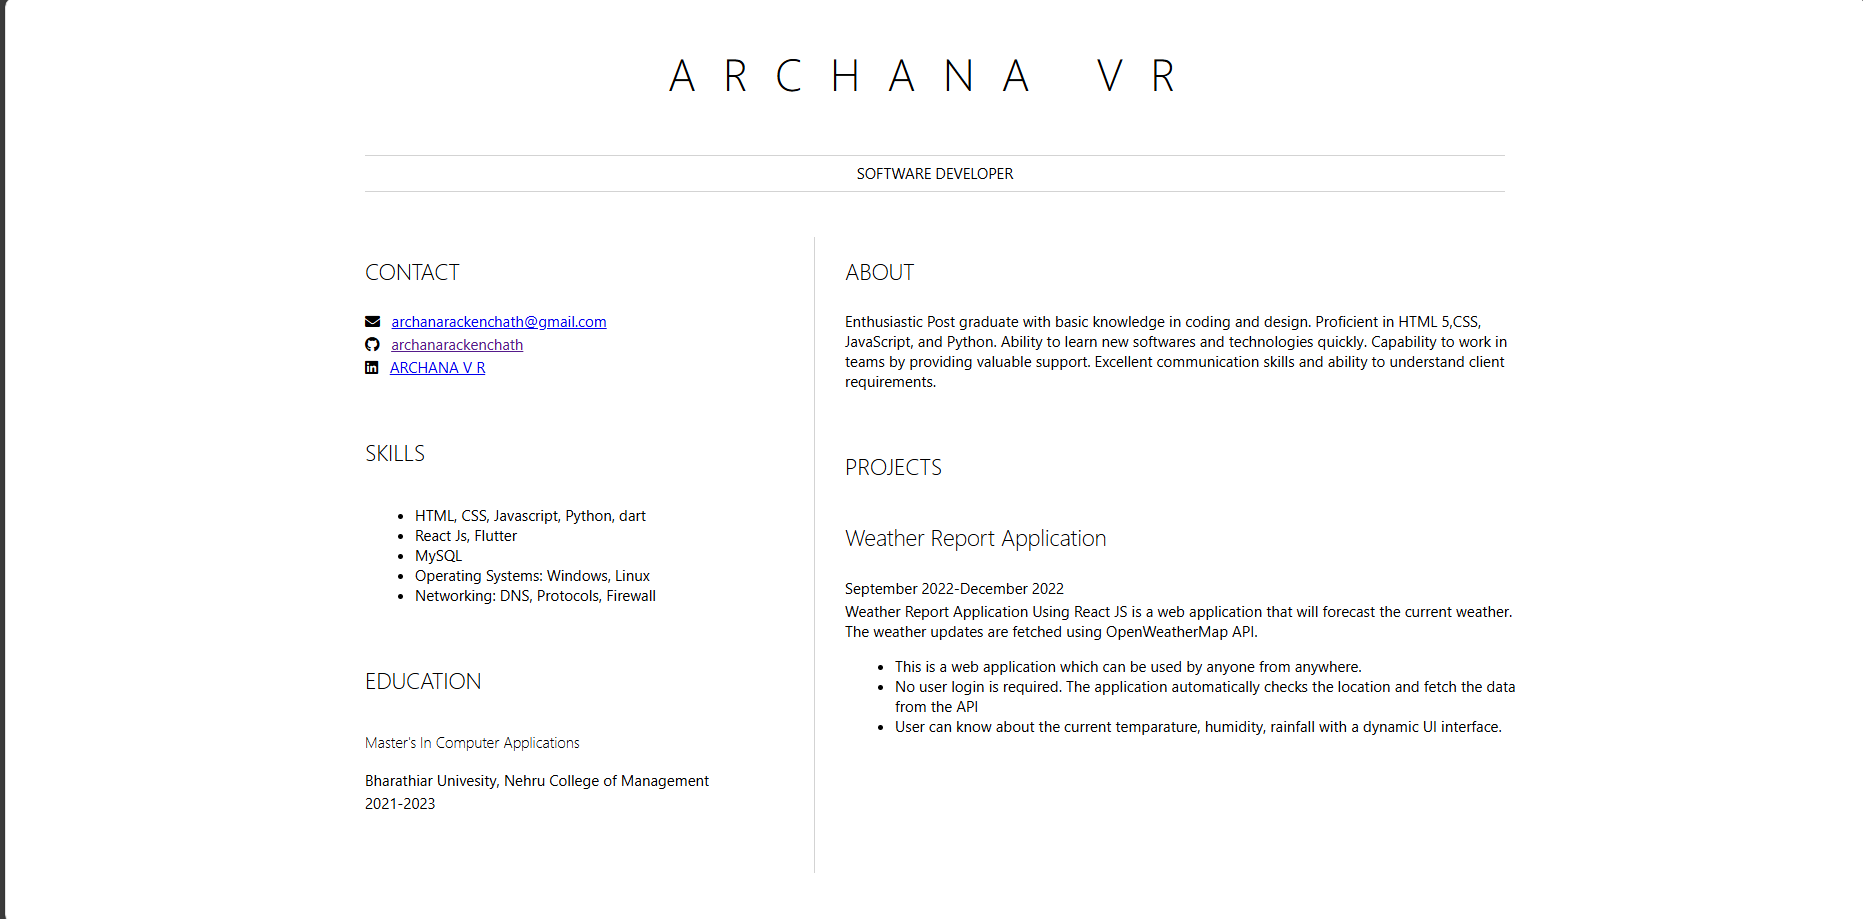 ARCHANA VR
SOFTWARE DEVELOPER
CONTACT
archanarackenchath@gmail.com
archanarackenchath
ARCHANA V R
SKILLS
HTML, CSS, Javascript, Python, dart
React Js, Flutter
MySQL
Operating Systems: Windows, Linux
Networking: DNS, Protocols, Firewall
EDUCATION
Master's In Computer Applications
Bharathiar Univesity, Nehru College of Management
2021-2023
ABOUT
Enthusiastic Post graduate with basic knowledge in coding and design. Proficient in HTML 5,CSS,
JavaScript, and Python. Ability to learn new softwares and technologies quickly. Capability to work in
teams by providing valuable support. Excellent communication skills and ability to understand client
requirements.
PROJECTS
Weather Report Application
September 2022-December 2022
Weather Report Application Using React JS is a web application that will forecast the current weather.
The weather updates are fetched using OpenWeatherMap API.
This is a web application which can be used by anyone from anywhere.
No user login is required. The application automatically checks the location and fetch the data
from the API
User can know about the current temparature, humidity, rainfall with a dynamic UI interface.